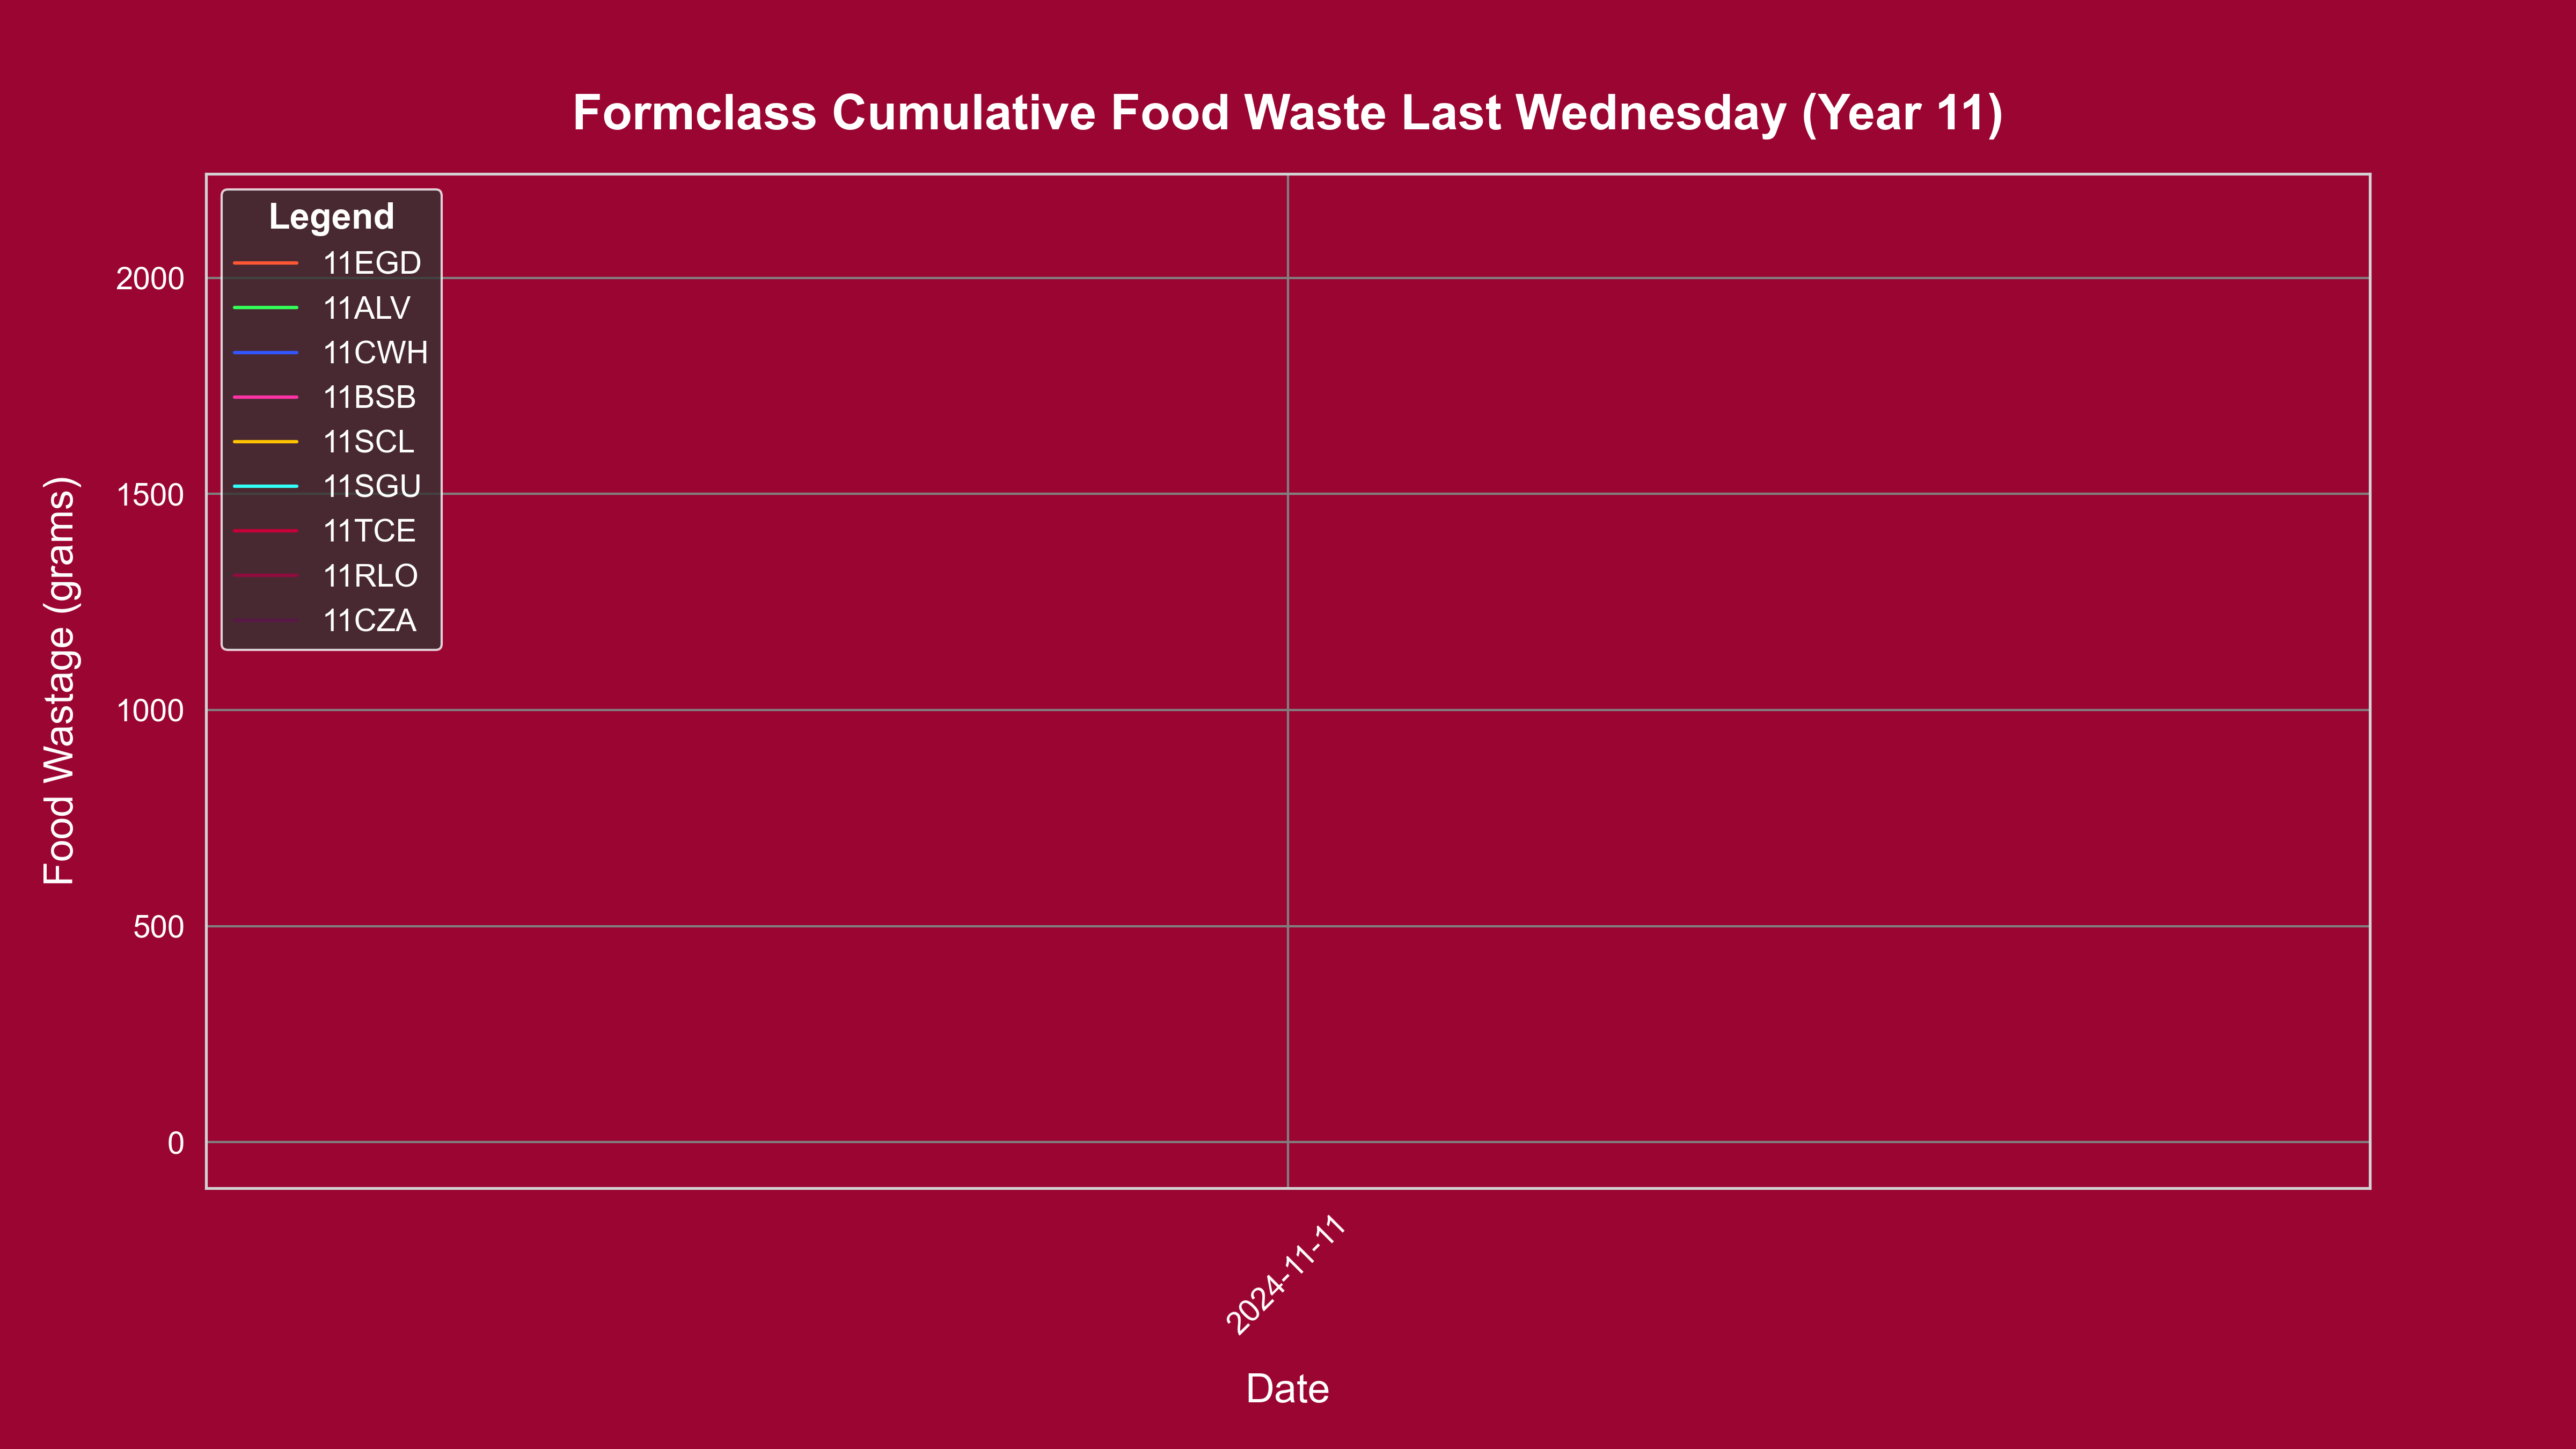 Formclass Cumulative Food Waste Last Wednesday (Year 11)
Legend
11EGD
11ALV
11CWH
11BSB
11SCL
11SGU
11TCE
11RLO
11CZA
2000
1500
1000
500
0
Food Wastage (grams)
2024-11-11
Date